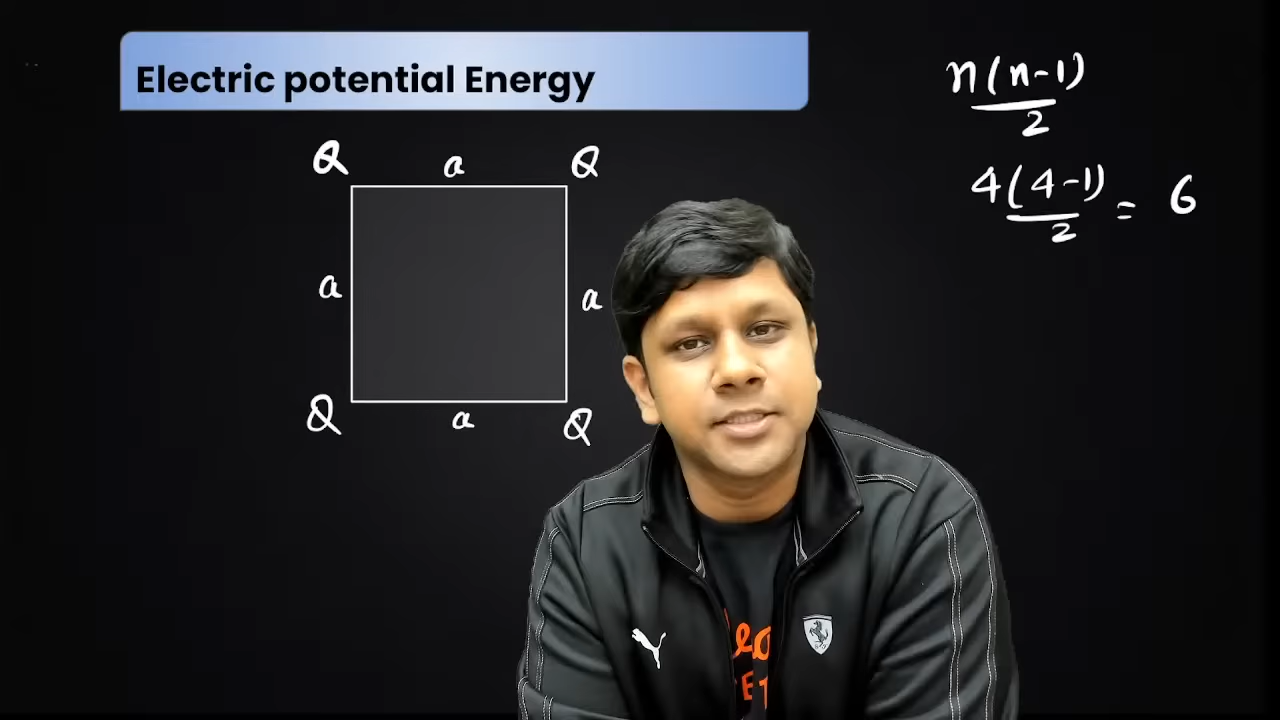 Electric potential Energy
n(n-1)
2
Q a Q
4(4-1)
2
= 6
a a
Q a Q